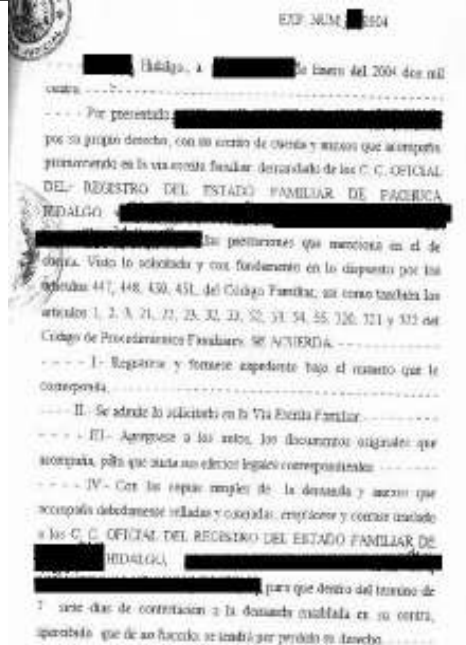 EXP. NUM. 2004
- - - - - Hidalgo., a de Enero del 2004 dos mil
cuatro. - - - - -
- - - - Por presentado
por su propio derecho, con su escrito de cuenta y anexos que acompaña
promoviendo en la vía escrita familiar demandado de los C. C. OFICIAL
DEL REGISTRO DEL ESTADO FAMILIAR DE PACHUCA
HIDALGO
las prestaciones que menciona en el de
cuenta. Visto lo solicitado y con fundamento en lo dispuesto por los
artículos 447, 448, 450, 451, del Código Familiar, así como también los
artículos 1, 2, 3, 21, 22, 23, 32, 33, 52, 53, 54, 55, 320, 321 y 322 del
Código de Procedimientos Familiares. SE ACUERDA. - - - - -
- - - - - I.- Regístrese y fórmese expediente bajo el número que le
corresponda. - - - - -
- - - - - II.- Se admite lo solicitado en la Vía Escrita Familiar. - - - - -
- - - - - III.- Agréguese a los autos, los documentos originales que
acompaña, para que surta sus efectos legales correspondientes. - - - - -
- - - - - IV.- Con las copias simples de la demanda y anexos que
acompaña debidamente selladas y cotejadas, emplácese y córrase traslado
a los C. C. OFICIAL DEL REGISTRO DEL ESTADO FAMILIAR DE
HIDALGO,
para que dentro del término de
7 siete días de contestación a la demanda entablada en su contra,
apercibido que de no hacerlo se tendrá por perdido su derecho